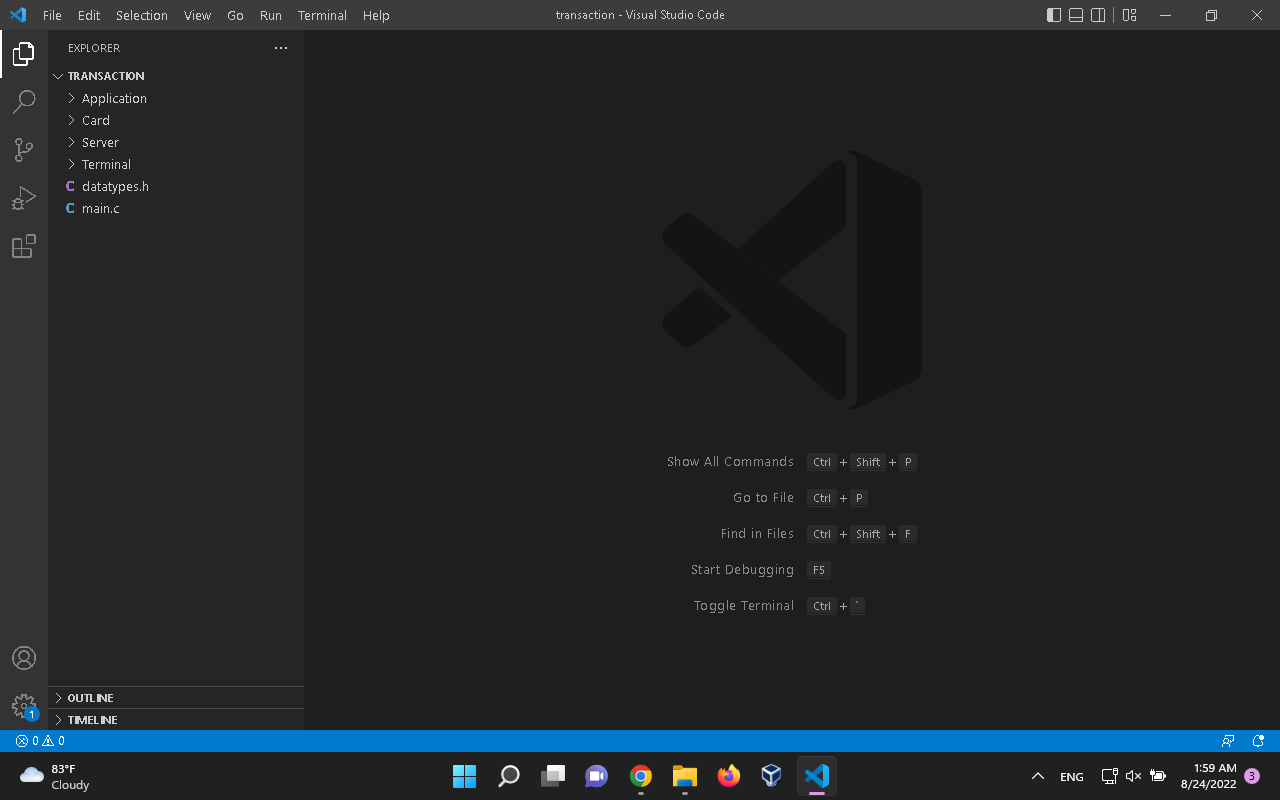 File Edit Selection View Go Run Terminal Help transaction - Visual Studio Code
EXPLORER
TRANSACTION
Application
Card
Server
Terminal
C datatypes.h
C main.c
Show All Commands Ctrl + Shift + P
Go to File Ctrl + P
Find in Files Ctrl + Shift + F
Start Debugging F5
Toggle Terminal Ctrl + `
1
OUTLINE
TIMELINE
0 0
83°F
Cloudy
ENG
1:59 AM
8/24/2022
3